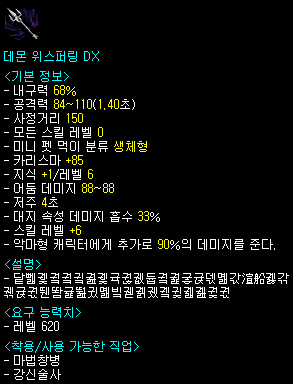 데몬 위스퍼링 DX
<기본 정보>
- 내구력 68%
- 공격력 84~110(1.40초)
- 사정거리 150
- 모든 스킬 레벨 0
- 미니 펫 먹이 분류 생체형
- 카리스마 +85
- 지식 +1/레벨 6
- 어둠 데미지 88~88
- 저주 4초
- 대지 속성 데미지 흡수 33%
- 스킬 레벨 +6
- 악마형 캐릭터에게 추가로 90%의 데미지를 준다.
<설명>
<요구 능력치>
- 레벨 620
<착용/사용 가능한 직업>
- 마법창병
- 강신술사